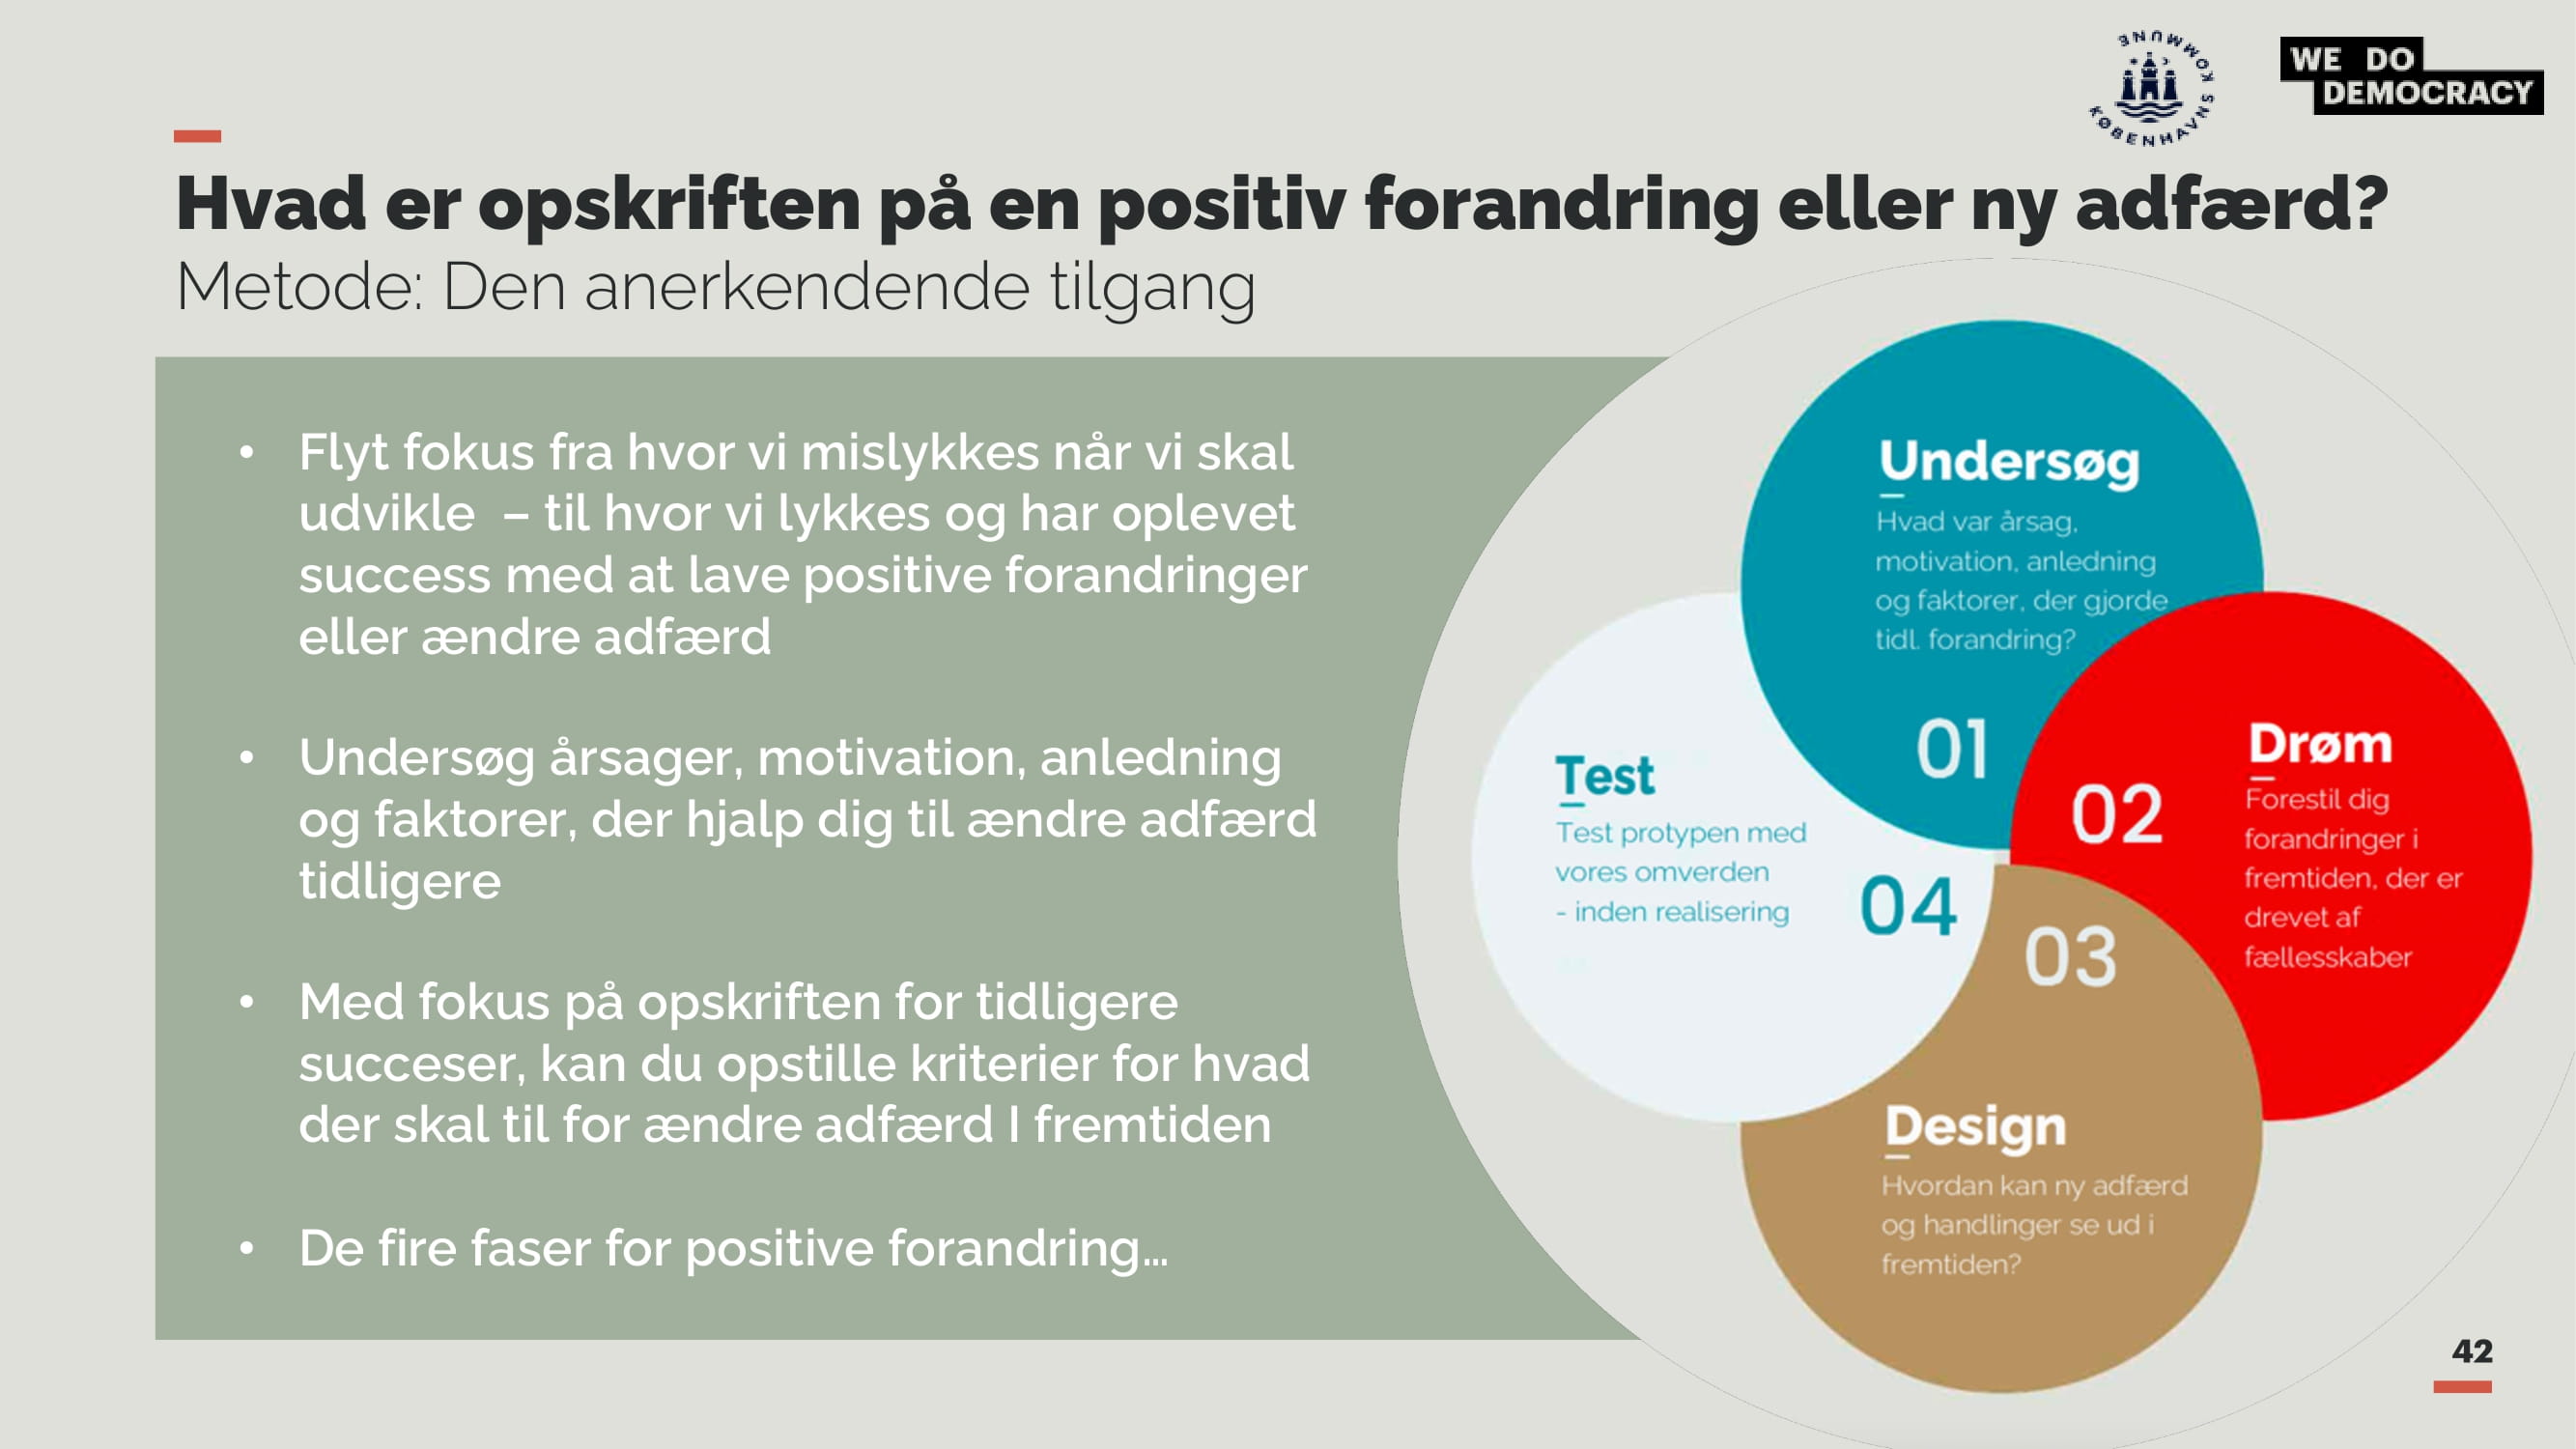 KØBENHAVNS KOMMUNE
WE DO
DEMOCRACY
Hvad er opskriften på en positiv forandring eller ny adfærd?
Metode: Den anerkendende tilgang
• Flyt fokus fra hvor vi mislykkes når vi skal
udvikle – til hvor vi lykkes og har oplevet
success med at lave positive forandringer
eller ændre adfærd
• Undersøg årsager, motivation, anledning
og faktorer, der hjalp dig til ændre adfærd
tidligere
• Med fokus på opskriften for tidligere
succeser, kan du opstille kriterier for hvad
der skal til for ændre adfærd I fremtiden
• De fire faser for positive forandring...
Undersøg
Hvad var årsag,
motivation, anledning
og faktorer, der gjorde
tidl. forandring?
01
Drøm
Forestil dig
forandringer i
fremtiden, der er
drevet af
fællesskaber
02
03
Design
Hvordan kan ny adfærd
og handlinger se ud i
fremtiden?
Test
Test protypen med
vores omverden
- inden realisering
04
42